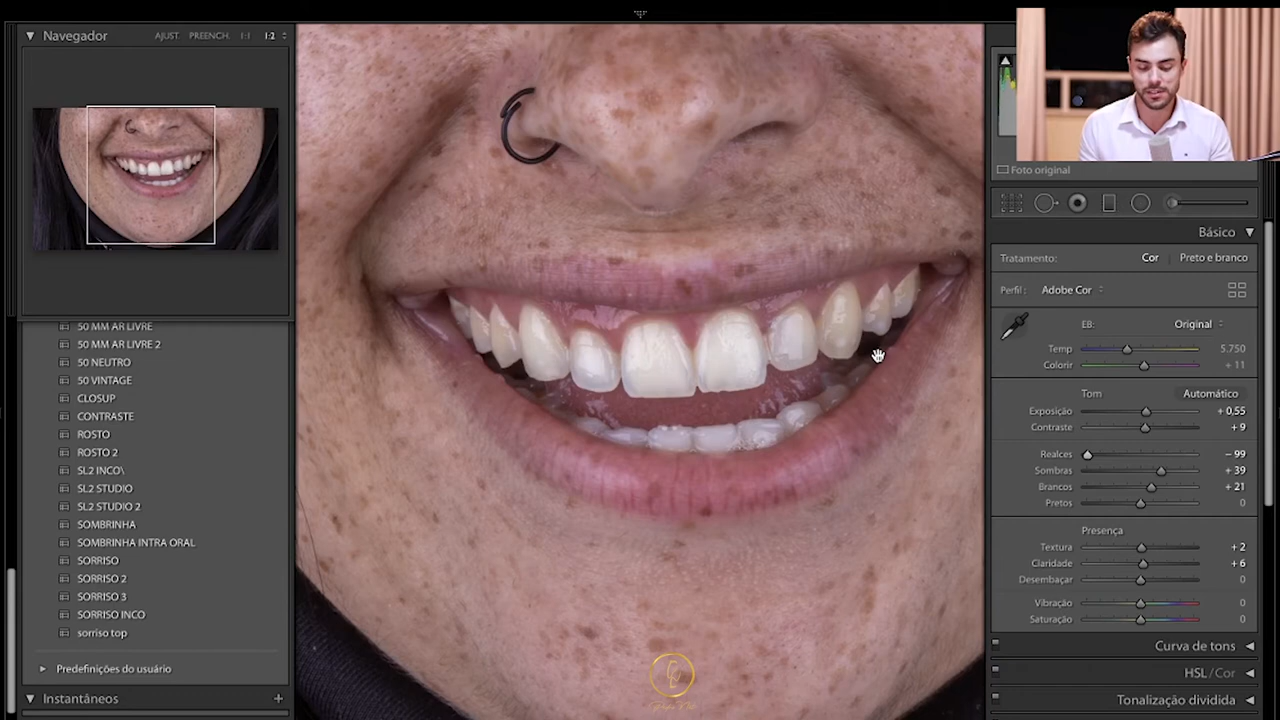 Navegador
AJUST. PREENCH. 1:1 1:2
50 MM AR LIVRE
50 MM AR LIVRE 2
50 NEUTRO
50 VINTAGE
CLOSUP
CONTRASTE
ROSTO
ROSTO 2
SL2 INCO\
SL2 STUDIO
SL2 STUDIO 2
SOMBRINHA
SOMBRINHA INTRA ORAL
SORRISO
SORRISO 2
SORRISO 3
SORRISO INCO
sorriso top
Predefinições do usuário
Instantâneos +
Foto original
Básico
Tratamento: Cor Preto e branco
Perfil: Adobe Cor
EB: Original
Temp 5.750
Colorir + 11
Tom Automático
Exposição + 0,55
Contraste + 9
Realces − 99
Sombras + 39
Brancos + 21
Pretos 0
Presença
Textura + 2
Claridade + 6
Desembaçar 0
Vibração 0
Saturação 0
Curva de tons
HSL / Cor
Tonalização dividida